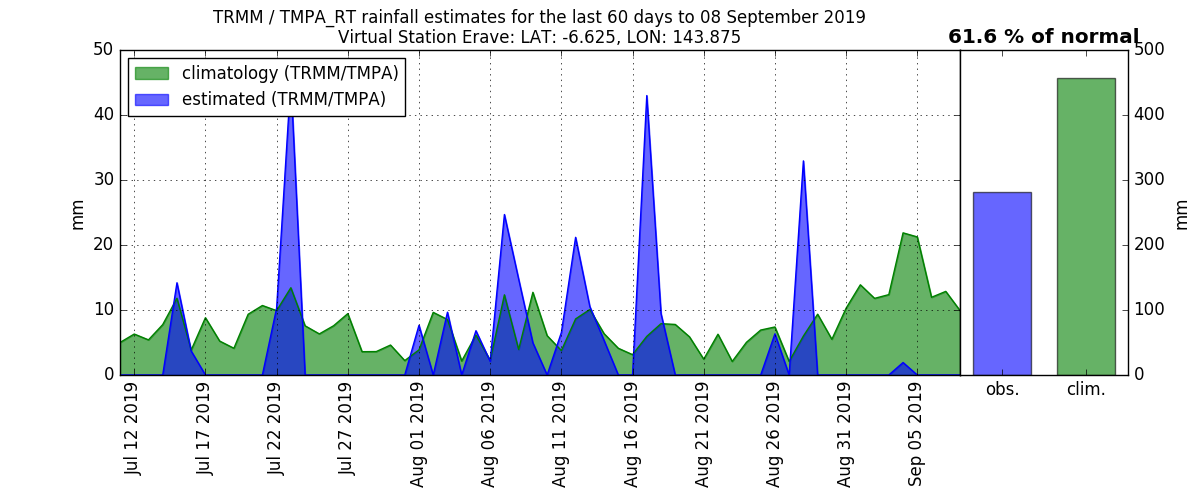 TRMM / TMPA_RT rainfall estimates for the last 60 days to 08 September 2019
Virtual Station Erave: LAT: -6.625, LON: 143.875
61.6 % of normal
climatology (TRMM/TMPA)
estimated (TRMM/TMPA)
50
40
30
20
10
0
mm
Jul 12 2019
Jul 17 2019
Jul 22 2019
Jul 27 2019
Aug 01 2019
Aug 06 2019
Aug 11 2019
Aug 16 2019
Aug 21 2019
Aug 26 2019
Aug 31 2019
Sep 05 2019
obs.
clim.
500
400
300
200
100
0
mm